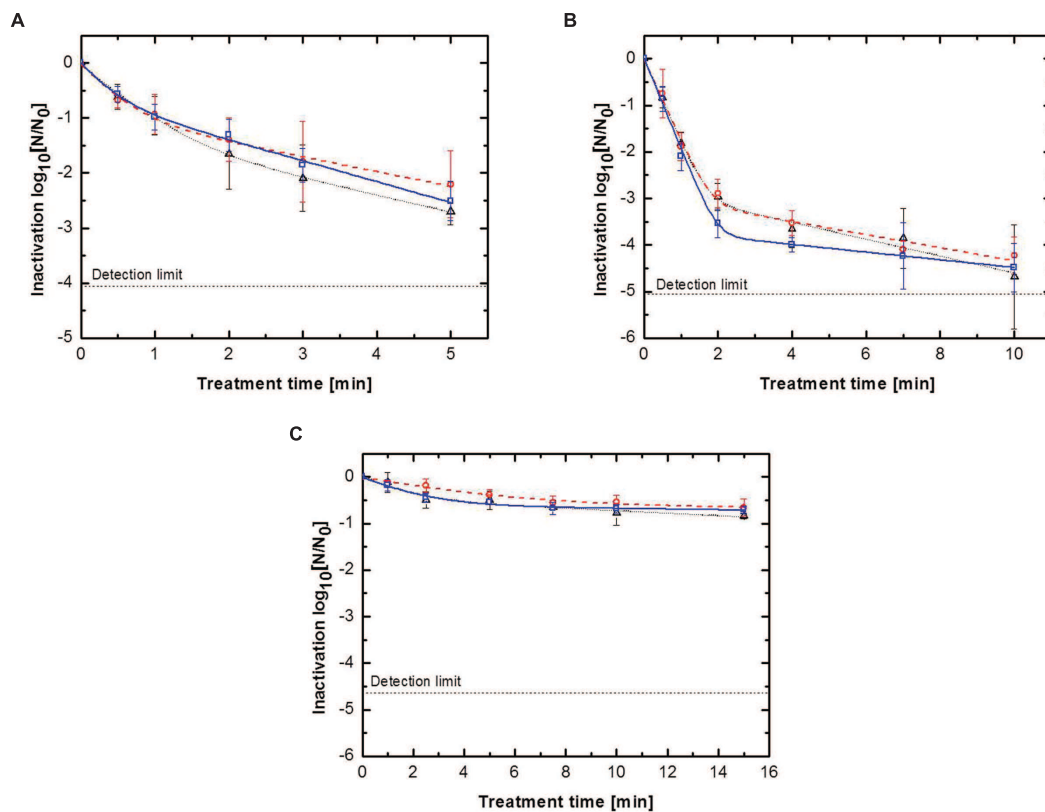 A
Inactivation log10[N/N0]
0
-1
-2
-3
-4
-5
Detection limit
0 1 2 3 4 5
Treatment time [min]
B
Inactivation log10[N/N0]
0
-1
-2
-3
-4
-5
-6
Detection limit
0 2 4 6 8 10
Treatment time [min]
C
Inactivation log10[N/N0]
0
-1
-2
-3
-4
-5
-6
Detection limit
0 2 4 6 8 10 12 14 16
Treatment time [min]